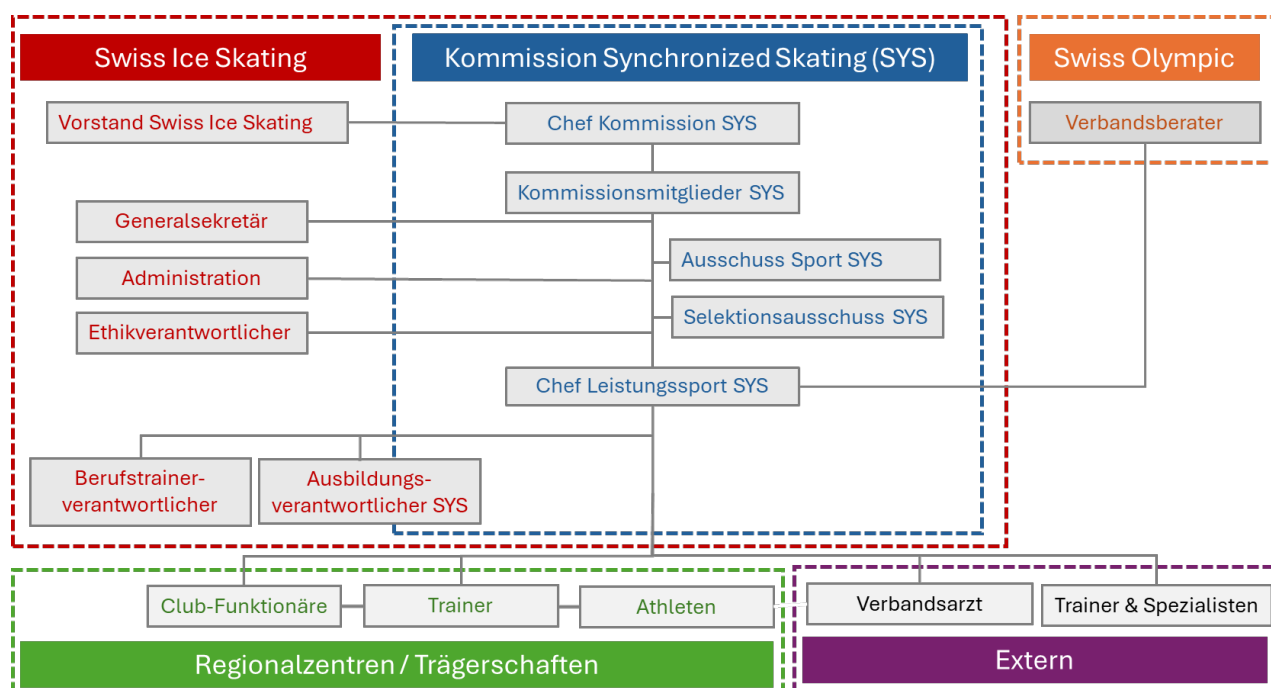 Swiss Ice Skating
Kommission Synchronized Skating (SYS)
Swiss Olympic
Vorstand Swiss Ice Skating
Chef Kommission SYS
Verbandsberater
Kommissionsmitglieder SYS
Generalsekretär
Ausschuss Sport SYS
Administration
Selektionsausschuss SYS
Ethikverantwortlicher
Chef Leistungssport SYS
Berufstrainer-
verantwortlicher
Ausbildungs-
verantwortlicher SYS
Club-Funktionäre
Trainer
Athleten
Verbandsarzt
Trainer & Spezialisten
Regionalzentren / Trägerschaften
Extern